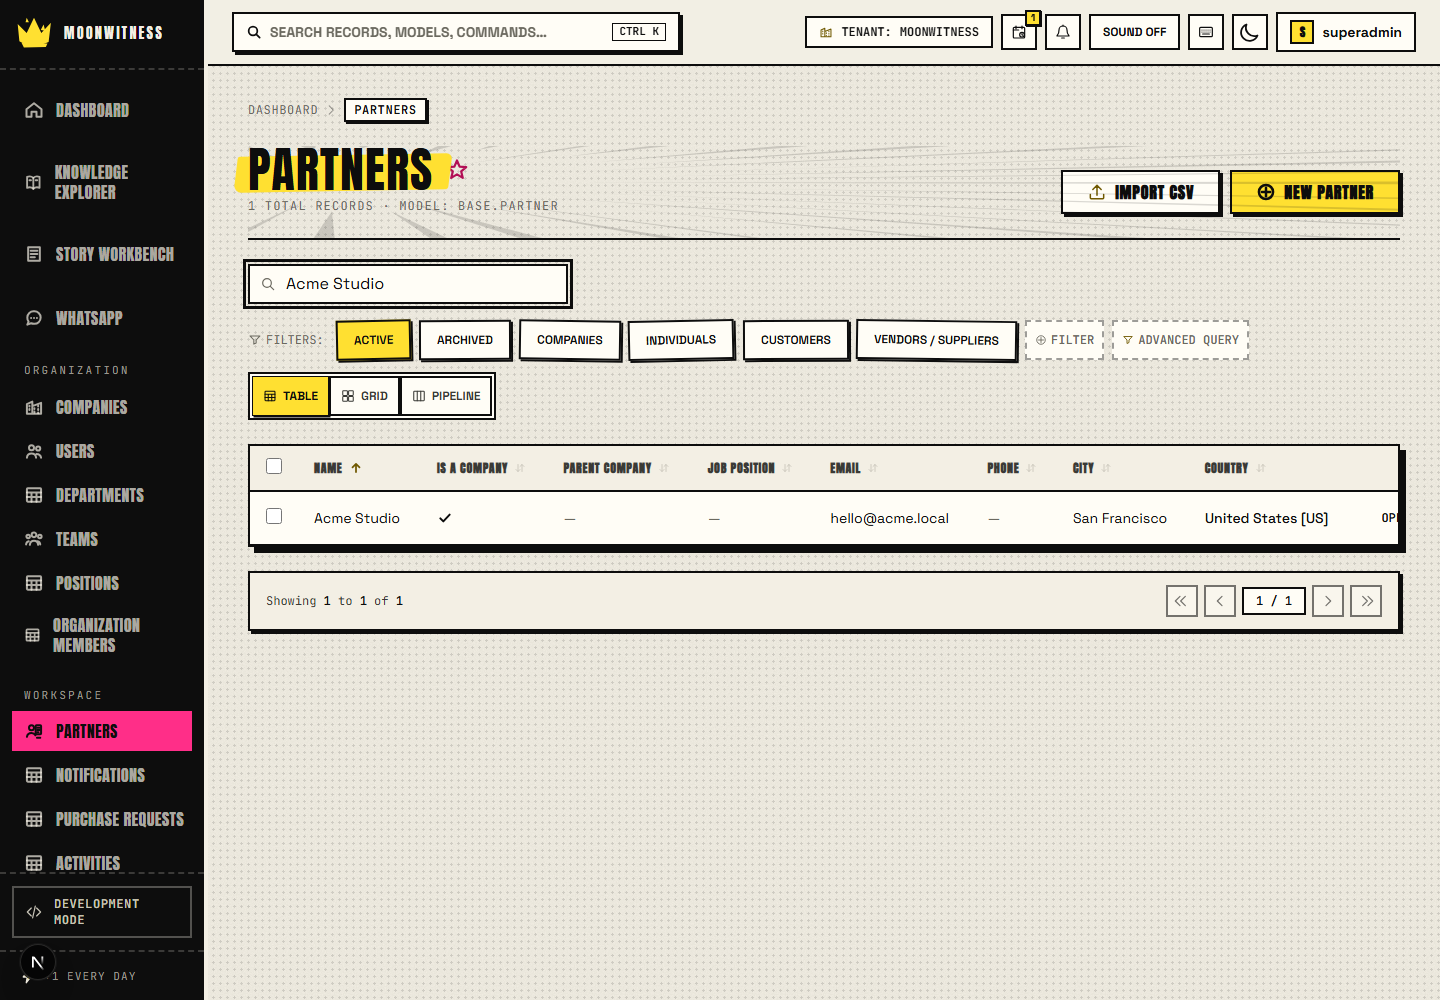 MOONWITNESS
SEARCH RECORDS, MODELS, COMMANDS...
CTRL K
TENANT: MOONWITNESS
1
SOUND OFF
S
superadmin
DASHBOARD
KNOWLEDGE
EXPLORER
STORY WORKBENCH
WHATSAPP
ORGANIZATION
COMPANIES
USERS
DEPARTMENTS
TEAMS
POSITIONS
ORGANIZATION
MEMBERS
WORKSPACE
PARTNERS
NOTIFICATIONS
PURCHASE REQUESTS
ACTIVITIES
DEVELOPMENT
MODE
N
1 EVERY DAY
DASHBOARD
PARTNERS
PARTNERS
1 TOTAL RECORDS · MODEL: BASE.PARTNER
IMPORT CSV
NEW PARTNER
Acme Studio
FILTERS:
ACTIVE
ARCHIVED
COMPANIES
INDIVIDUALS
CUSTOMERS
VENDORS / SUPPLIERS
FILTER
ADVANCED QUERY
TABLE
GRID
PIPELINE
NAME
IS A COMPANY
PARENT COMPANY
JOB POSITION
EMAIL
PHONE
CITY
COUNTRY
Acme Studio
—
—
hello@acme.local
—
San Francisco
United States [US]
Showing 1 to 1 of 1
1 / 1